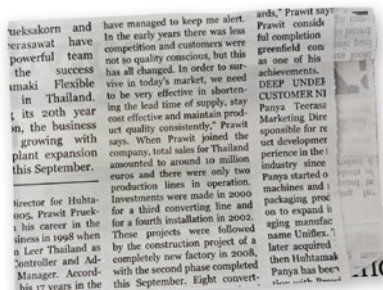 ueksakorn and
eerasawat have
powerful team
the success
amaki Flexible
in Thailand.
its 20th year
on, the business
growing with
plant expansion
this September.
irector for Huhta-
005, Prawit Pruek-
his career in the
siness in 1998 when
n Leer Thailand as
ontroller and Ad-
Manager. Accord-
his 17 years in the
have managed to keep me alert.
In the early years there was less
competition and customers were
not so quality conscious, but this
has all changed. In order to sur-
vive in today's market, we need
to be very effective in shorten-
ing the lead time of supply, stay
cost effective and maintain prod-
uct quality consistently," Prawit
says. When Prawit joined the
company, total sales for Thailand
amounted to around 10 million
euros and there were only two
production lines in operation.
Investments were made in 2000
for a third converting line and
for a fourth installation in 2002.
These projects were followed
by the construction project of a
completely new factory in 2008,
with the second phase completed
this September. Eight convert-
ards," Prawit says
Prawit conside
ful completion
greenfield con
as one of his
achievements.
DEEP UNDE
CUSTOMER N
Panya Teeras
Marketing Dire
sponsible for re
uct developmer
perience in the
industry since
Panya started o
machines and
packaging proc
on to expand i
aging manufac
name Uniflex.
later acquired
then Huhtamak
Panya has been